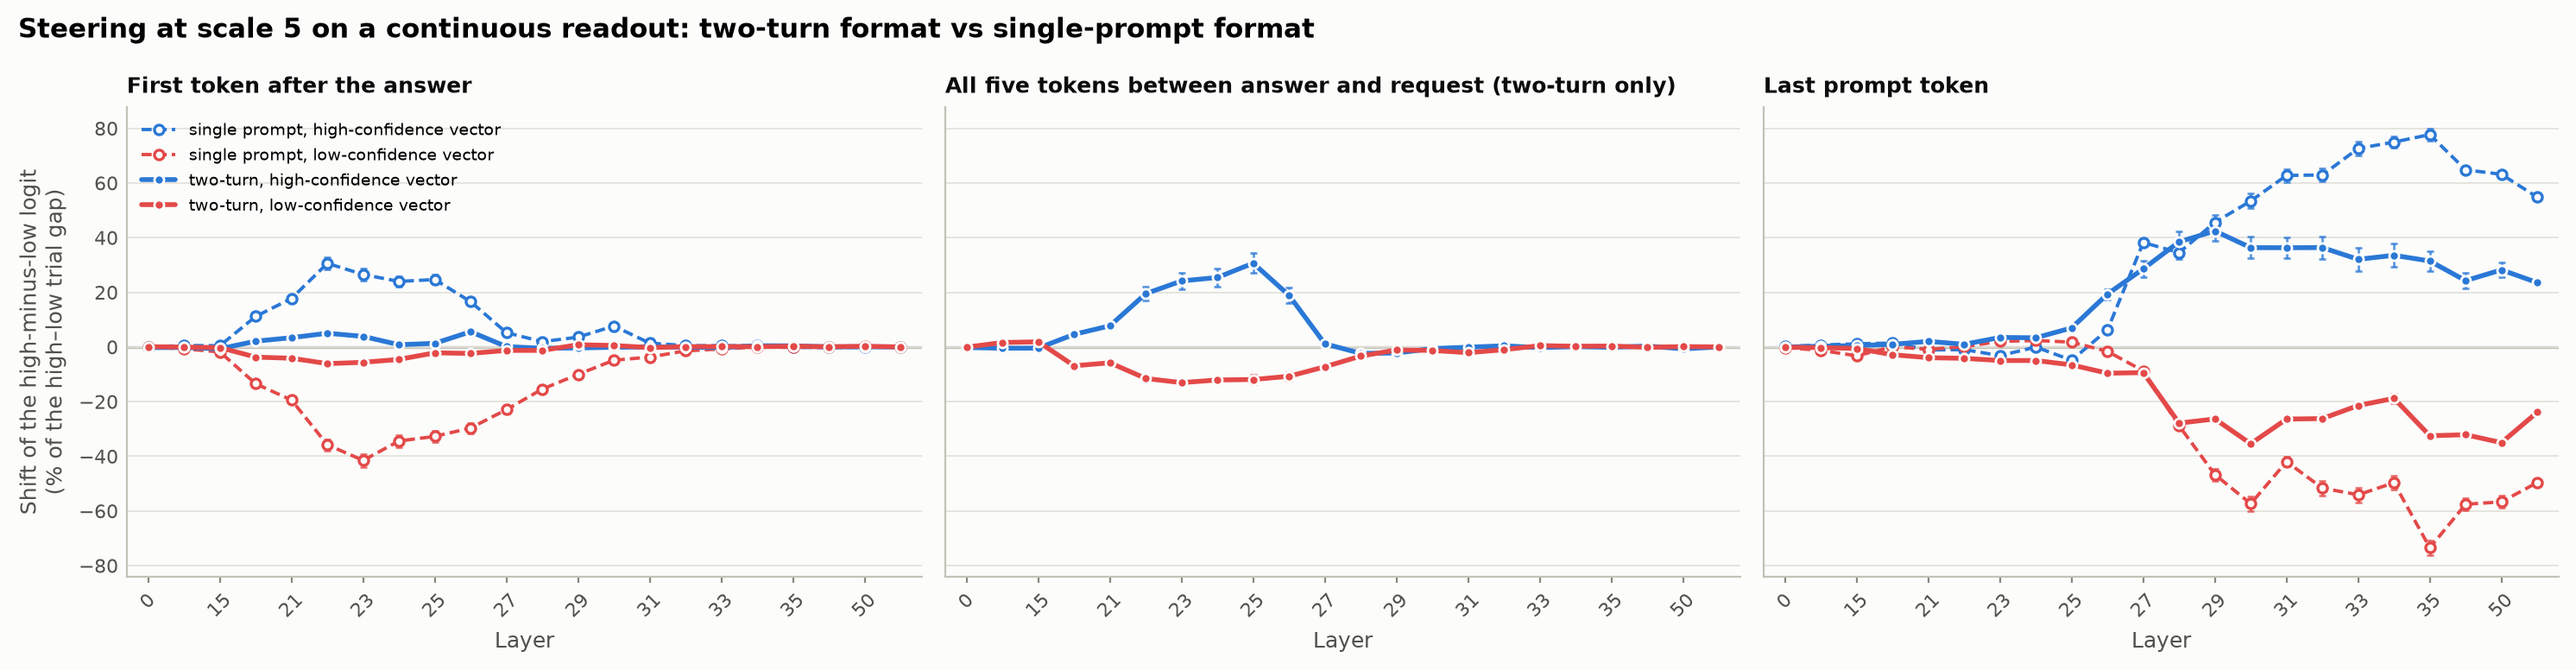 Steering at scale 5 on a continuous readout: two-turn format vs single-prompt format
First token after the answer
All five tokens between answer and request (two-turn only)
Last prompt token
Shift of the high-minus-low logit
(% of the high–low trial gap)
80
60
40
20
0
−20
−40
−60
−80
single prompt, high-confidence vector
single prompt, low-confidence vector
two-turn, high-confidence vector
two-turn, low-confidence vector
0 15 21 23 25 27 29 31 33 35 50
Layer
0 15 21 23 25 27 29 31 33 35 50
Layer
0 15 21 23 25 27 29 31 33 35 50
Layer